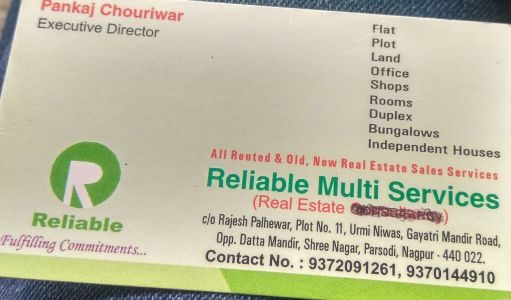 Pankaj Chouriwar
Executive Director
Flat
Plot
Land
Office
Shops
Rooms
Duplex
Bungalows
Independent Houses
All Rented & Old, New Real Estate Sales Services
Reliable Multi Services
(Real Estate )
c/o Rajesh Palhewar, Plot No. 11, Urmi Niwas, Gayatri Mandir Road,
Opp. Datta Mandir, Shree Nagar, Parsodi, Nagpur - 440 022.
Contact No. : 9372091261, 9370144910
R
Reliable
Fulfilling Commitments...